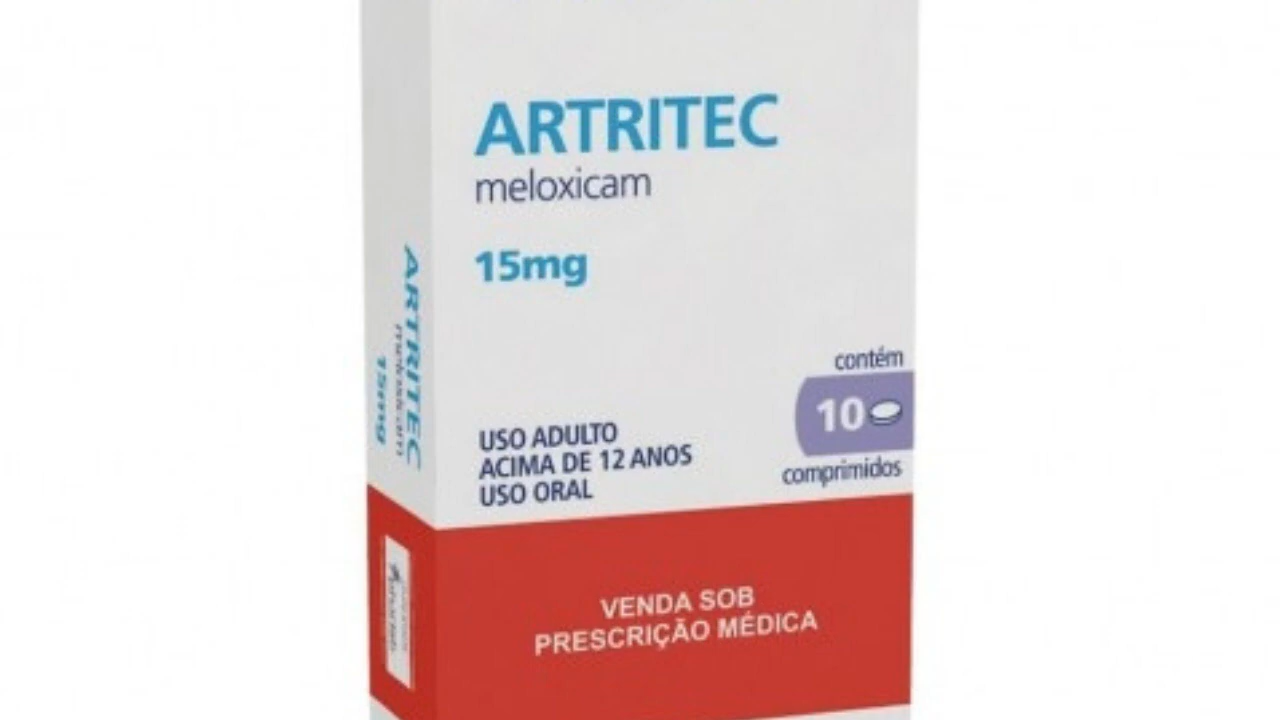 ARTRITEC
meloxicam
15mg
contém
10
comprimidos
USO ADULTO
ACIMA DE 12 ANOS
USO ORAL
VENDA SOB
PRESCRIÇÃO MÉDICA
ARTRITEC
meloxicam
15mg